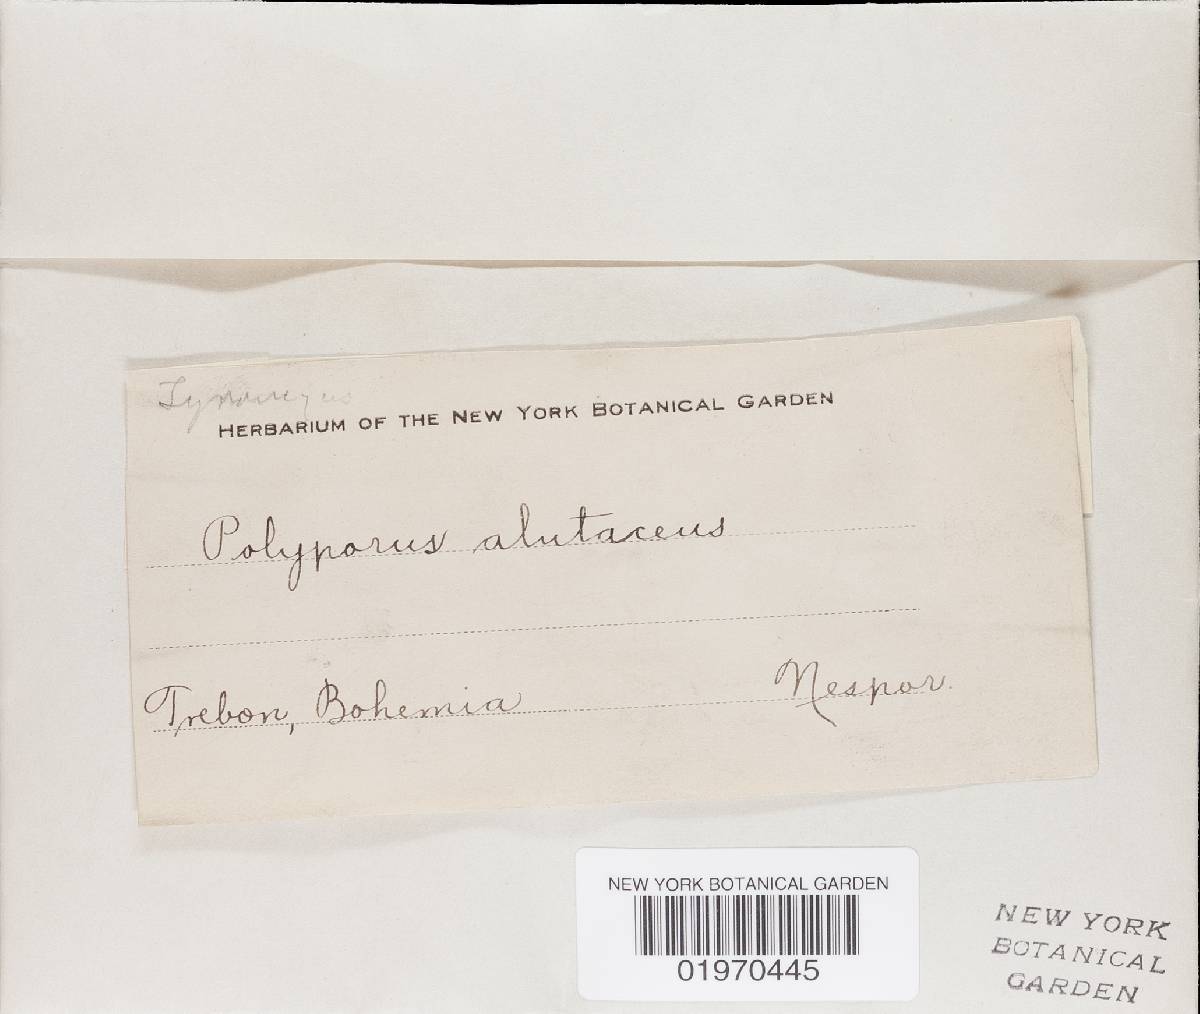 HERBARIUM OF THE NEW YORK BOTANICAL GARDEN
Polyporus alutaceus
Trebon, Bohemia Nespor.
NEW YORK BOTANICAL GARDEN
01970445
NEW YORK
BOTANICAL
GARDEN